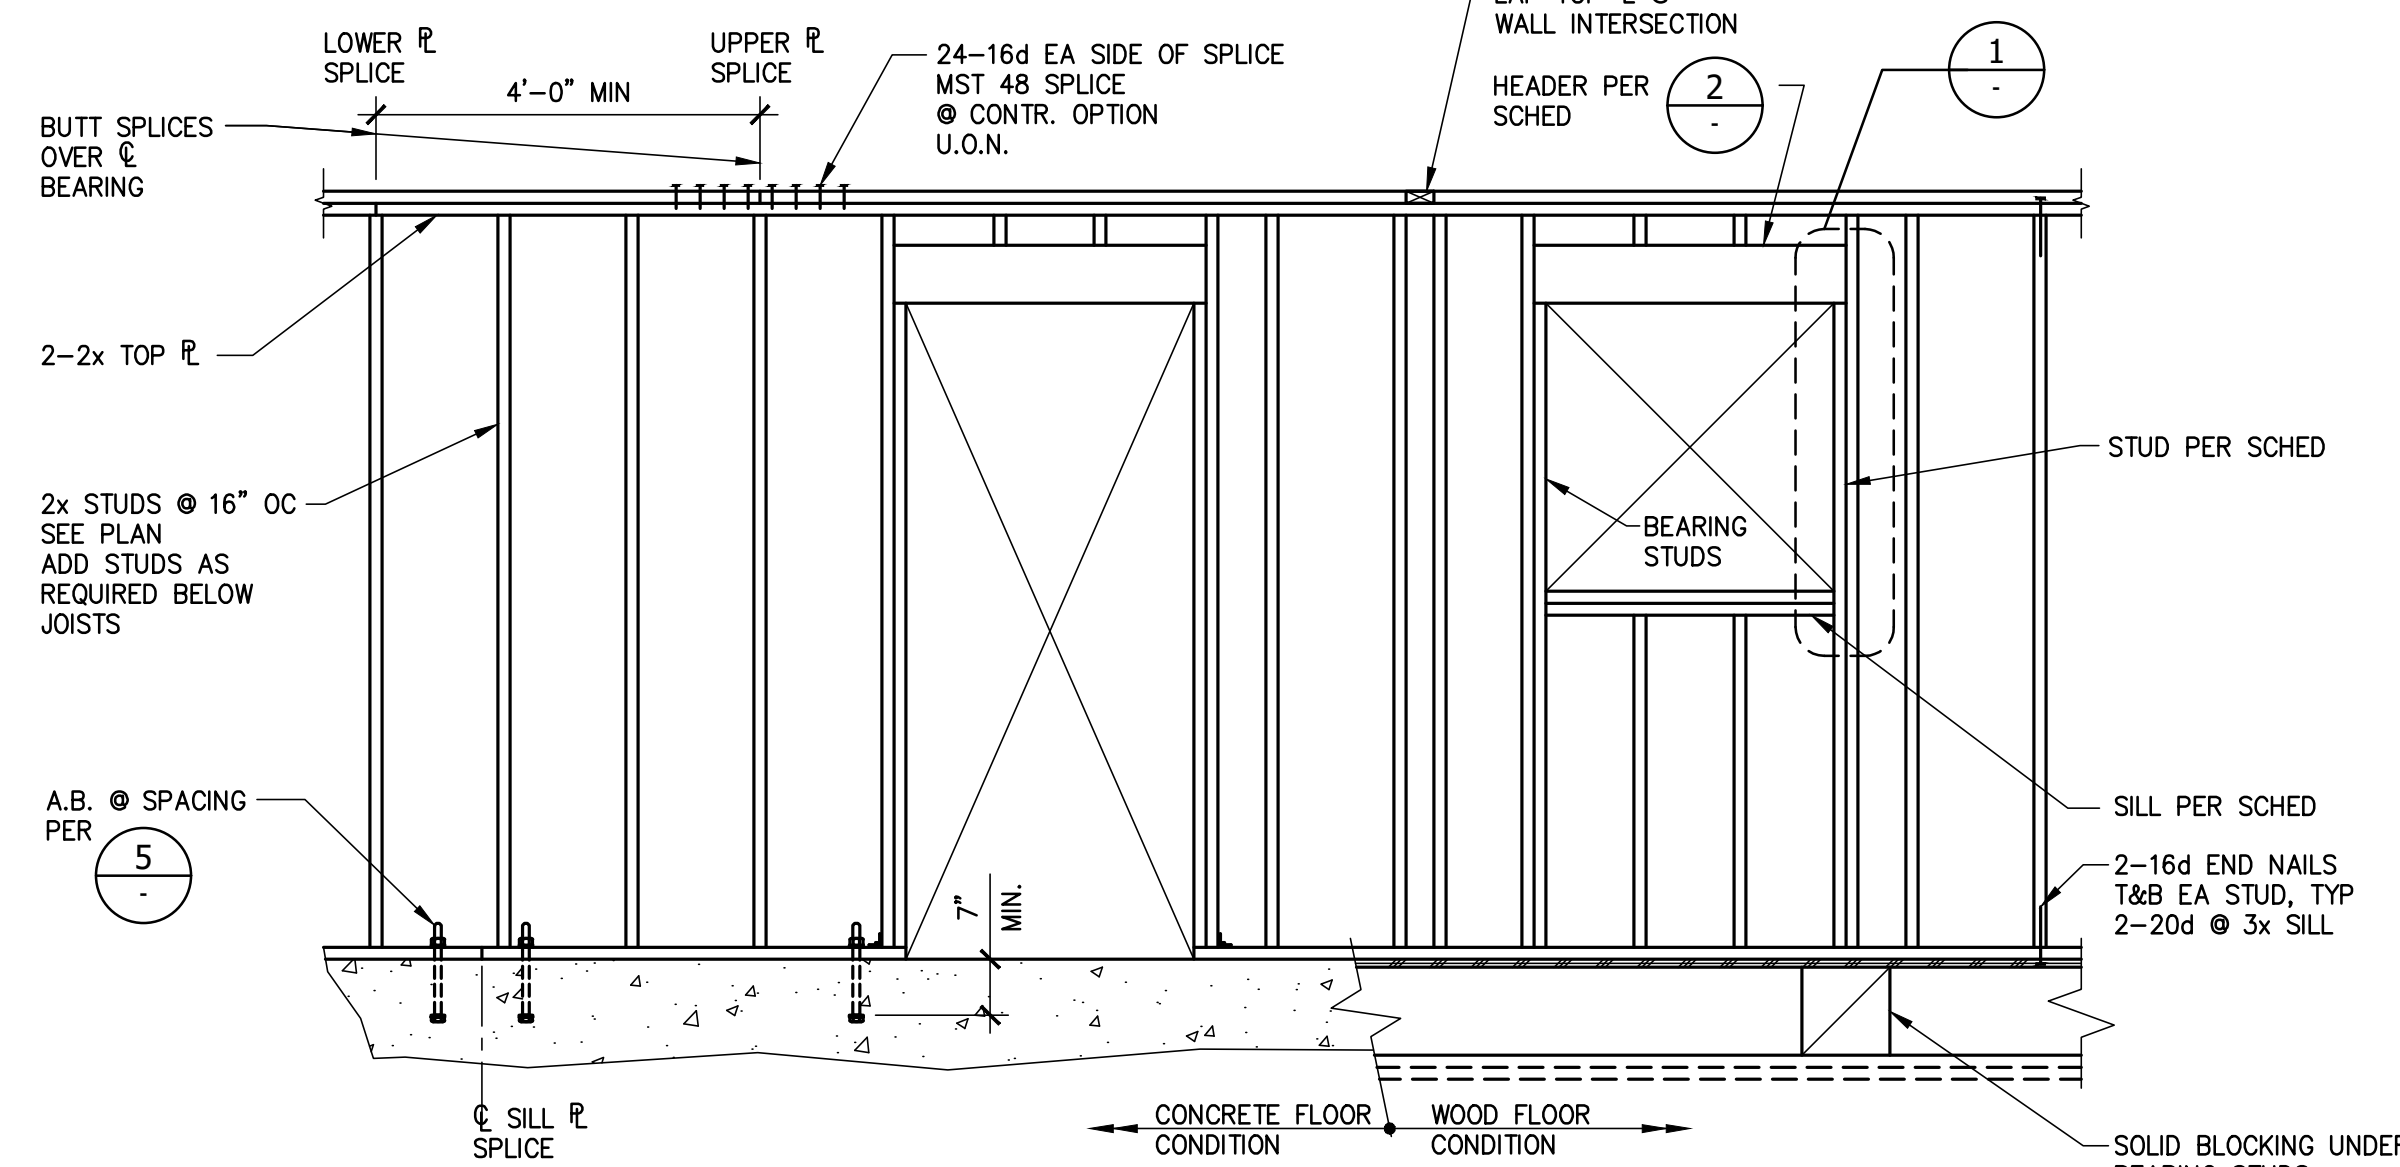 LOWER ⅊
SPLICE
UPPER ⅊
SPLICE
4'-0" MIN
24-16d EA SIDE OF SPLICE
MST 48 SPLICE
@ CONTR. OPTION
U.O.N.
WALL INTERSECTION
HEADER PER
SCHED
2
-
1
-
BUTT SPLICES
OVER ℄
BEARING
2-2x TOP ⅊
2x STUDS @ 16" OC
SEE PLAN
ADD STUDS AS
REQUIRED BELOW
JOISTS
STUD PER SCHED
BEARING
STUDS
A.B. @ SPACING
PER
5
-
7"
MIN.
SILL PER SCHED
2-16d END NAILS
T&B EA STUD, TYP
2-20d @ 3x SILL
℄ SILL ⅊
SPLICE
CONCRETE FLOOR
CONDITION
WOOD FLOOR
CONDITION
SOLID BLOCKING UNDER